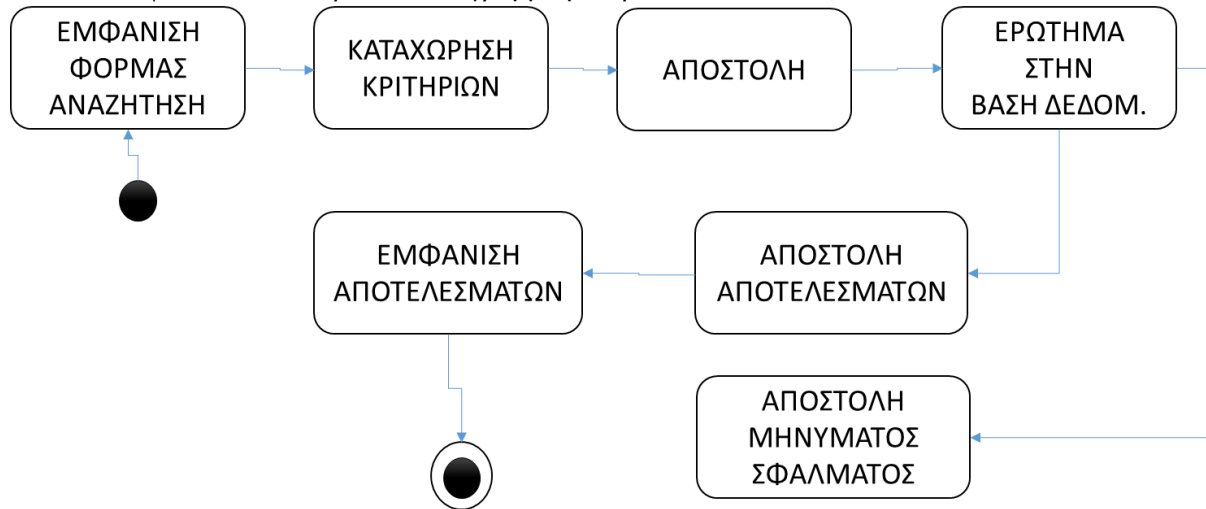 ΕΜΦΑΝΙΣΗ
ΦΟΡΜΑΣ
ΑΝΑΖΗΤΗΣΗ
ΚΑΤΑΧΩΡΗΣΗ
ΚΡΙΤΗΡΙΩΝ
ΑΠΟΣΤΟΛΗ
ΕΡΩΤΗΜΑ
ΣΤΗΝ
ΒΑΣΗ ΔΕΔΟΜ.
ΕΜΦΑΝΙΣΗ
ΑΠΟΤΕΛΕΣΜΑΤΩΝ
ΑΠΟΣΤΟΛΗ
ΑΠΟΤΕΛΕΣΜΑΤΩΝ
ΑΠΟΣΤΟΛΗ
ΜΗΝΥΜΑΤΟΣ
ΣΦΑΛΜΑΤΟΣ